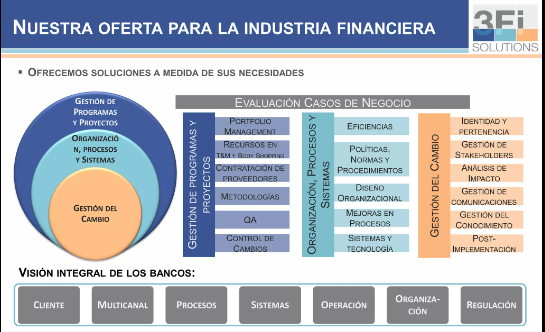 NUESTRA OFERTA PARA LA INDUSTRIA FINANCIERA
3Fi
SOLUTIONS
▪ OFRECEMOS SOLUCIONES A MEDIDA DE SUS NECESIDADES
GESTIÓN DE
PROGRAMAS
Y PROYECTOS
ORGANIZACIÓ
N, PROCESOS
Y SISTEMAS
GESTIÓN DEL
CAMBIO
EVALUACIÓN CASOS DE NEGOCIO
GESTIÓN DE PROGRAMAS Y
PROYECTOS
PORTFOLIO
MANAGEMENT
RECURSOS EN
T&M Y BODY SHOPPING
CONTRATACIÓN DE
PROVEEDORES
METODOLOGÍAS
QA
CONTROL DE
CAMBIOS
ORGANIZACIÓN, PROCESOS Y
SISTEMAS
EFICIENCIAS
POLÍTICAS,
NORMAS Y
PROCEDIMIENTOS
DISEÑO
ORGANIZACIONAL
MEJORAS EN
PROCESOS
SISTEMAS Y
TECNOLOGÍA
GESTIÓN DEL CAMBIO
IDENTIDAD Y
PERTENENCIA
GESTIÓN DE
STAKEHOLDERS
ANÁLISIS DE
IMPACTO
GESTIÓN DE
COMUNICACIONES
GESTIÓN DEL
CONOCIMIENTO
POST-
IMPLEMENTACIÓN
VISIÓN INTEGRAL DE LOS BANCOS:
CLIENTE
MULTICANAL
PROCESOS
SISTEMAS
OPERACIÓN
ORGANIZA-
CIÓN
REGULACIÓN